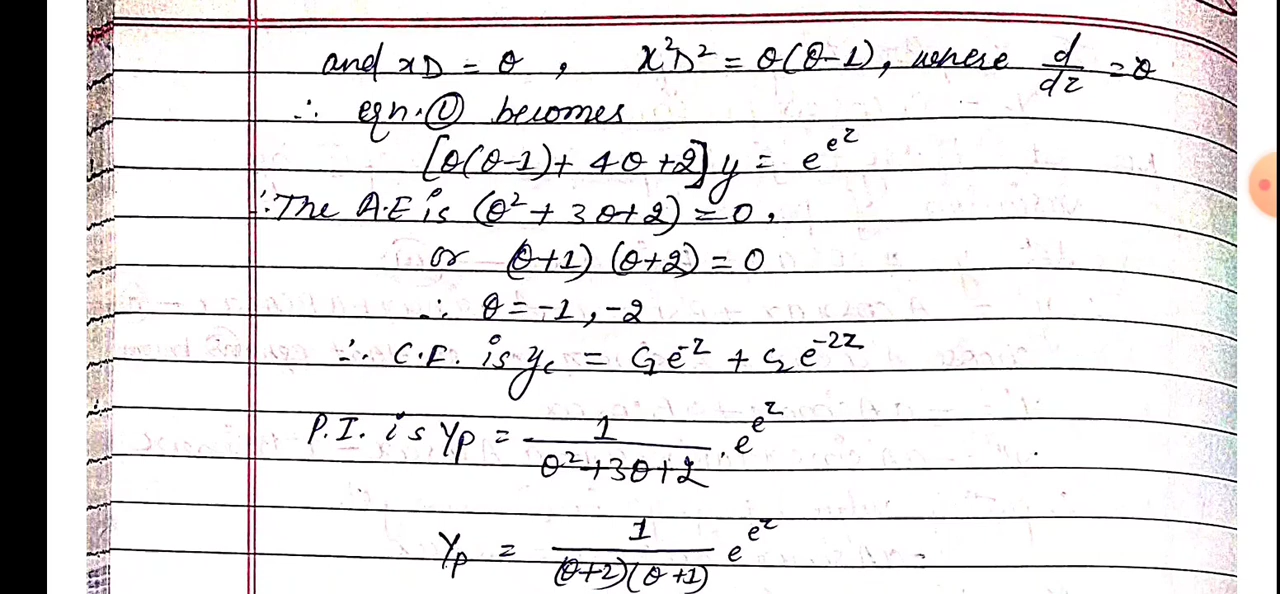 and xD = θ , x²D² = θ(θ-1), where d/dz = θ
∴ eqn. ① becomes
[θ(θ-1) + 4θ + 2] y = e^{e^z}
∴ The A.E is (θ² + 3θ + 2) = 0,
or (θ+1) (θ+2) = 0
∴ θ = -1, -2
∴ C.F. is y_c = C₁e^{-z} + C₂e^{-2z}
P.I. is Y_P = 1/(θ²+3θ+2) . e^{e^z}
Y_P = 1/((θ+2)(θ+1)) e^{e^z}